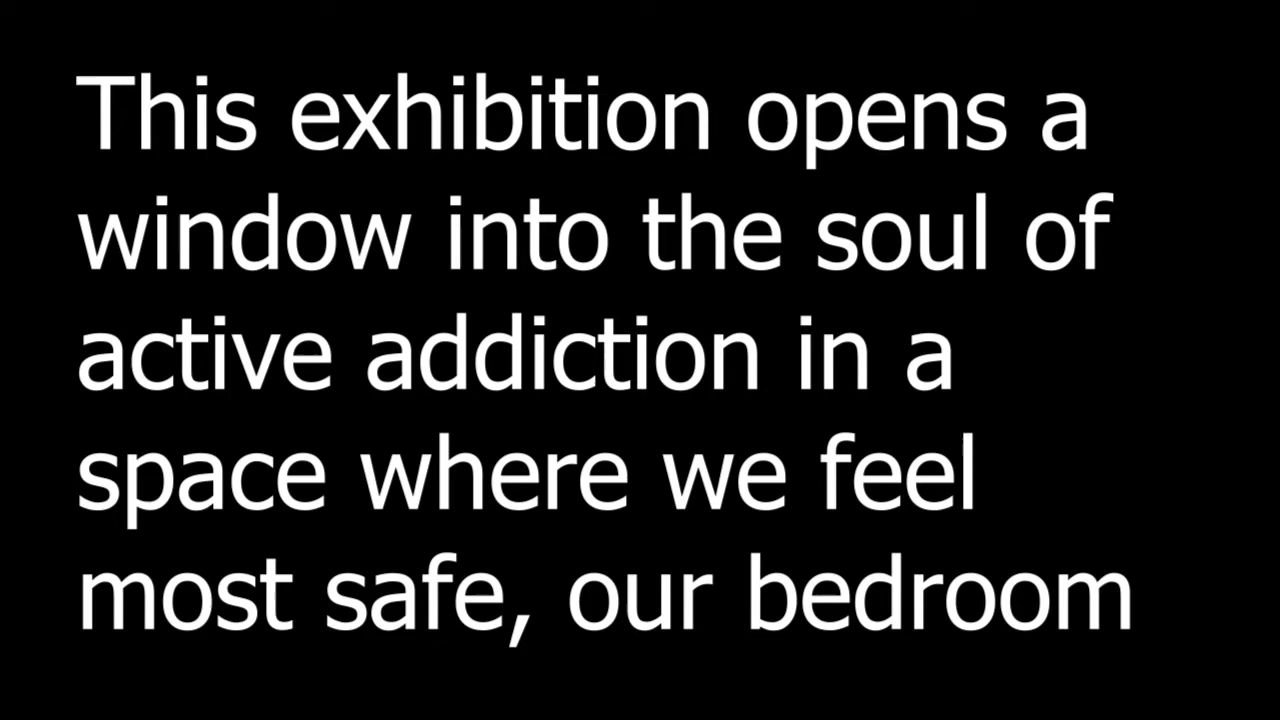 This exhibition opens a
window into the soul of
active addiction in a
space where we feel
most safe, our bedroom